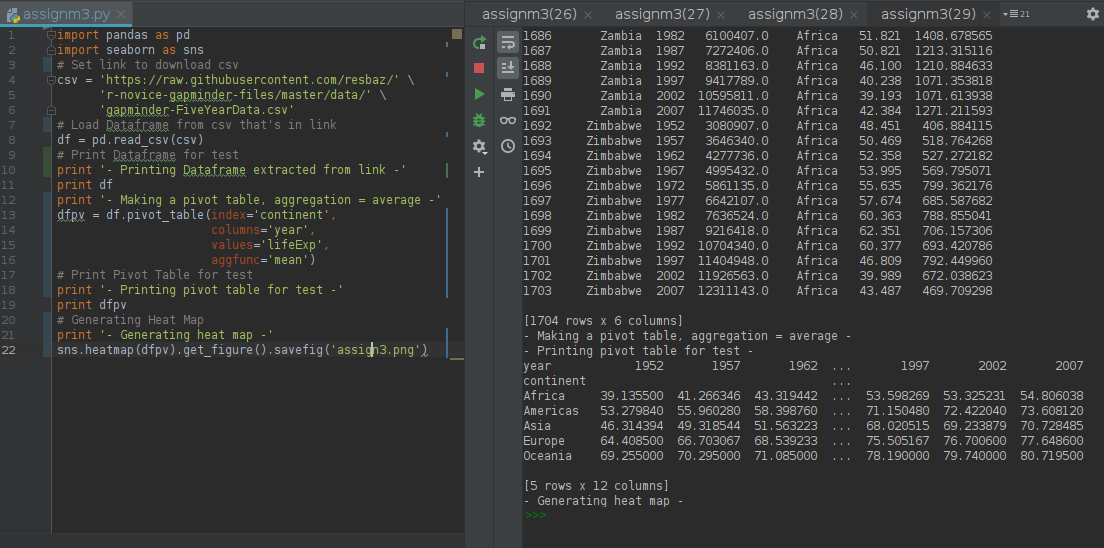 assignm3.py
1 import pandas as pd
2 import seaborn as sns
3 # Set link to download csv
4 csv = 'https://raw.githubusercontent.com/resbaz/' \
5 'r-novice-gapminder-files/master/data/' \
6 'gapminder-FiveYearData.csv'
7 # Load Dataframe from csv that's in link
8 df = pd.read_csv(csv)
9 # Print Dataframe for test
10 print '- Printing Dataframe extracted from link -'
11 print df
12 print '- Making a pivot table, aggregation = average -'
13 dfpv = df.pivot_table(index='continent',
14 columns='year',
15 values='lifeExp',
16 aggfunc='mean')
17 # Print Pivot Table for test
18 print '- Printing pivot table for test -'
19 print dfpv
20 # Generating Heat Map
21 print '- Generating heat map -'
22 sns.heatmap(dfpv).get_figure().savefig('assign3.png')
assignm3(26) assignm3(27) assignm3(28) assignm3(29) 21
1686 Zambia 1982 6100407.0 Africa 51.821 1408.678565
1687 Zambia 1987 7272406.0 Africa 50.821 1213.315116
1688 Zambia 1992 8381163.0 Africa 46.100 1210.884633
1689 Zambia 1997 9417789.0 Africa 40.238 1071.353818
1690 Zambia 2002 10595811.0 Africa 39.193 1071.613938
1691 Zambia 2007 11746035.0 Africa 42.384 1271.211593
1692 Zimbabwe 1952 3080907.0 Africa 48.451 406.884115
1693 Zimbabwe 1957 3646340.0 Africa 50.469 518.764268
1694 Zimbabwe 1962 4277736.0 Africa 52.358 527.272182
1695 Zimbabwe 1967 4995432.0 Africa 53.995 569.795071
1696 Zimbabwe 1972 5861135.0 Africa 55.635 799.362176
1697 Zimbabwe 1977 6642107.0 Africa 57.674 685.587682
1698 Zimbabwe 1982 7636524.0 Africa 60.363 788.855041
1699 Zimbabwe 1987 9216418.0 Africa 62.351 706.157306
1700 Zimbabwe 1992 10704340.0 Africa 60.377 693.420786
1701 Zimbabwe 1997 11404948.0 Africa 46.809 792.449960
1702 Zimbabwe 2002 11926563.0 Africa 39.989 672.038623
1703 Zimbabwe 2007 12311143.0 Africa 43.487 469.709298
[1704 rows x 6 columns]
- Making a pivot table, aggregation = average -
- Printing pivot table for test -
year 1952 1957 1962 ... 1997 2002 2007
continent ...
Africa 39.135500 41.266346 43.319442 ... 53.598269 53.325231 54.806038
Americas 53.279840 55.960280 58.398760 ... 71.150480 72.422040 73.608120
Asia 46.314394 49.318544 51.563223 ... 68.020515 69.233879 70.728485
Europe 64.408500 66.703067 68.539233 ... 75.505167 76.700600 77.648600
Oceania 69.255000 70.295000 71.085000 ... 78.190000 79.740000 80.719500
[5 rows x 12 columns]
- Generating heat map -
>>>